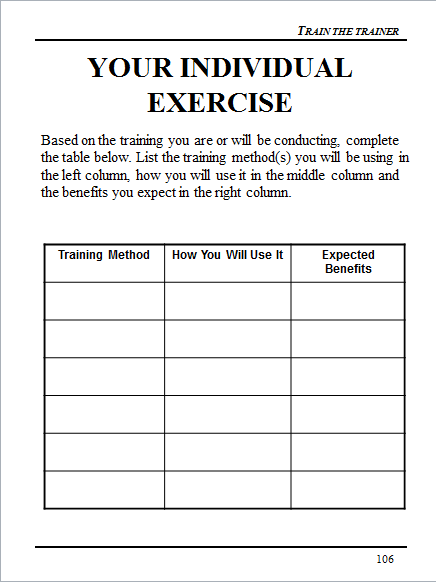 TRAIN THE TRAINER
YOUR INDIVIDUAL
EXERCISE
Based on the training you are or will be conducting, complete
the table below. List the training method(s) you will be using in
the left column, how you will use it in the middle column and
the benefits you expect in the right column.
Training Method How You Will Use It Expected
Benefits
106